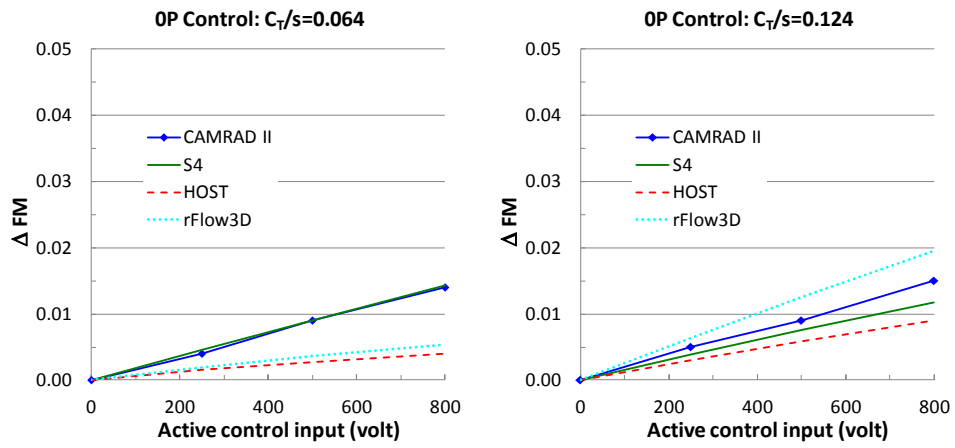 0P Control: C_T/s=0.064
0.05
0.04
0.03
0.02
0.01
0.00
Δ FM
CAMRAD II
S4
HOST
rFlow3D
0 200 400 600 800
Active control input (volt)
0P Control: C_T/s=0.124
0.05
0.04
0.03
0.02
0.01
0.00
Δ FM
CAMRAD II
S4
HOST
rFlow3D
0 200 400 600 800
Active control input (volt)